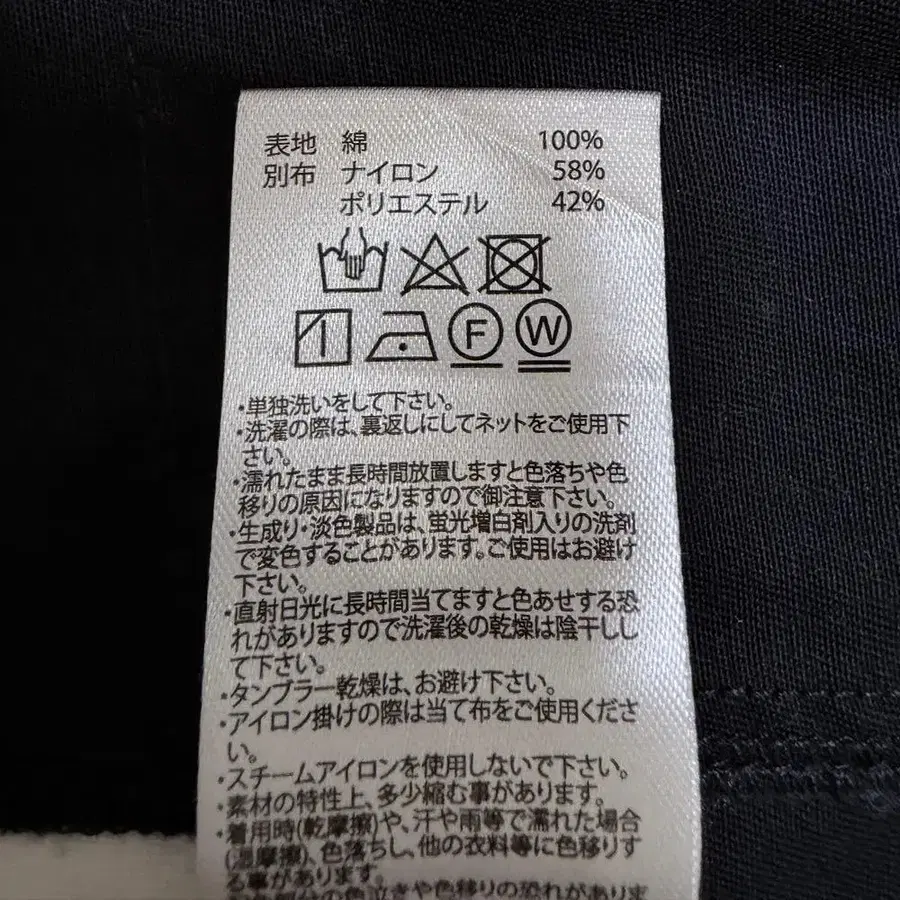 表地 綿 100%
別布 ナイロン 58%
ポリエステル 42%
F W
・単独洗いをして下さい。
・洗濯の際は、裏返しにしてネットをご使用下
さい。
・濡れたまま長時間放置しますと色落ちや色
移りの原因になりますので御注意下さい。
・生成り・淡色製品は、蛍光増白剤入りの洗剤
で変色することがあります。ご使用はお避け
下さい。
・直射日光に長時間当てますと色あせする恐
れがありますので洗濯後の乾燥は陰干しし
て下さい。
・タンブラー乾燥は、お避け下さい。
・アイロン掛けの際は当て布をご使用くださ
い。
・スチームアイロンを使用しないで下さい。
・素材の特性上、多少縮む事があります。
・着用時(乾摩擦)や、汗や雨等で濡れた場合
(湿摩擦)、色落ちし、他の衣料等に色移りす
る事があります。
色泣きや色移りの恐れがありま